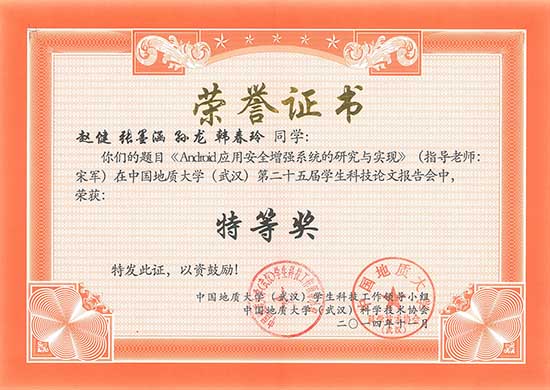 荣誉证书
赵健 张墨涵 孙龙 韩春玲 同学：
你们的题目《Android应用安全增强系统的研究与实现》（指导老师：
宋军）在中国地质大学（武汉）第二十五届学生科技论文报告会中，
荣获：
特等奖
特发此证，以资鼓励！
中国地质大学（武汉）学生科技工作领导小组
中国地质大学（武汉）科学技术协会
二〇一四年十一月